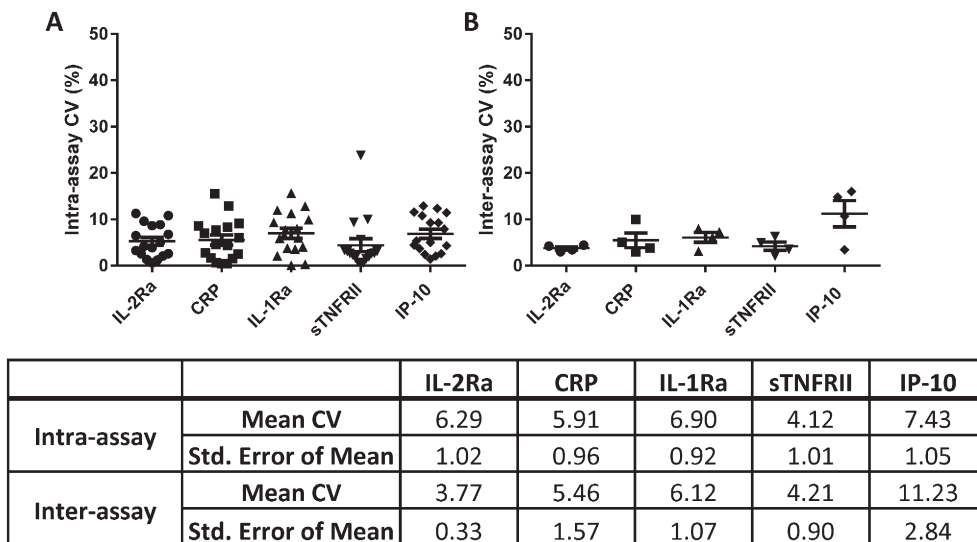 A
B
Intra-assay CV (%)
50
40
30
20
10
0
IL-2Ra
CRP
IL-1Ra
sTNFRII
IP-10
Inter-assay CV (%)
50
40
30
20
10
0
IL-2Ra
CRP
IL-1Ra
sTNFRII
IP-10
IL-2Ra CRP IL-1Ra sTNFRII IP-10
Intra-assay
Mean CV 6.29 5.91 6.90 4.12 7.43
Std. Error of Mean 1.02 0.96 0.92 1.01 1.05
Inter-assay
Mean CV 3.77 5.46 6.12 4.21 11.23
Std. Error of Mean 0.33 1.57 1.07 0.90 2.84